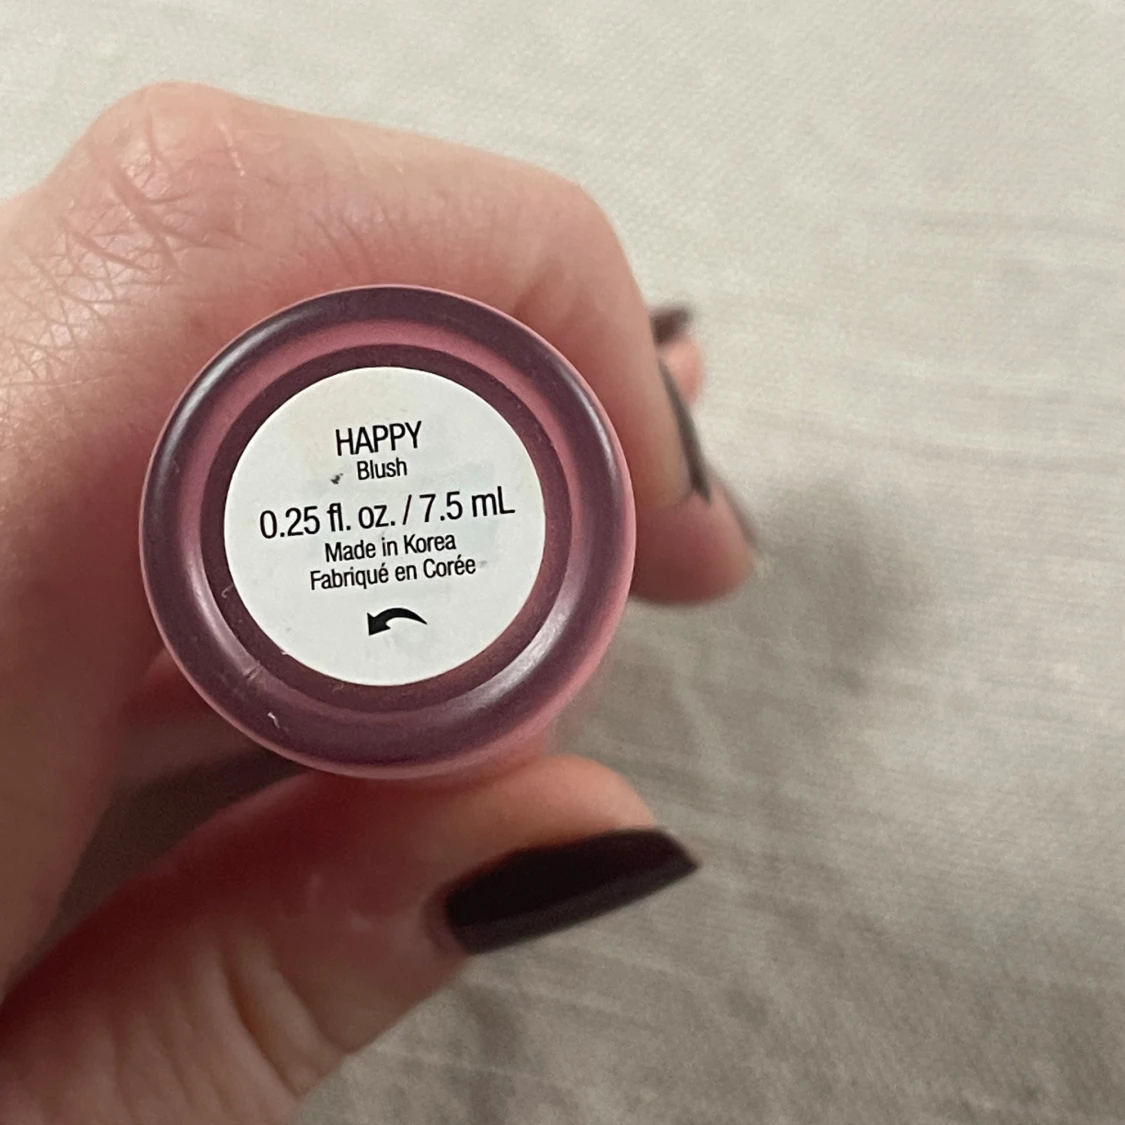 HAPPY
Blush
0.25 fl. oz. / 7.5 mL
Made in Korea
Fabriqué en Corée